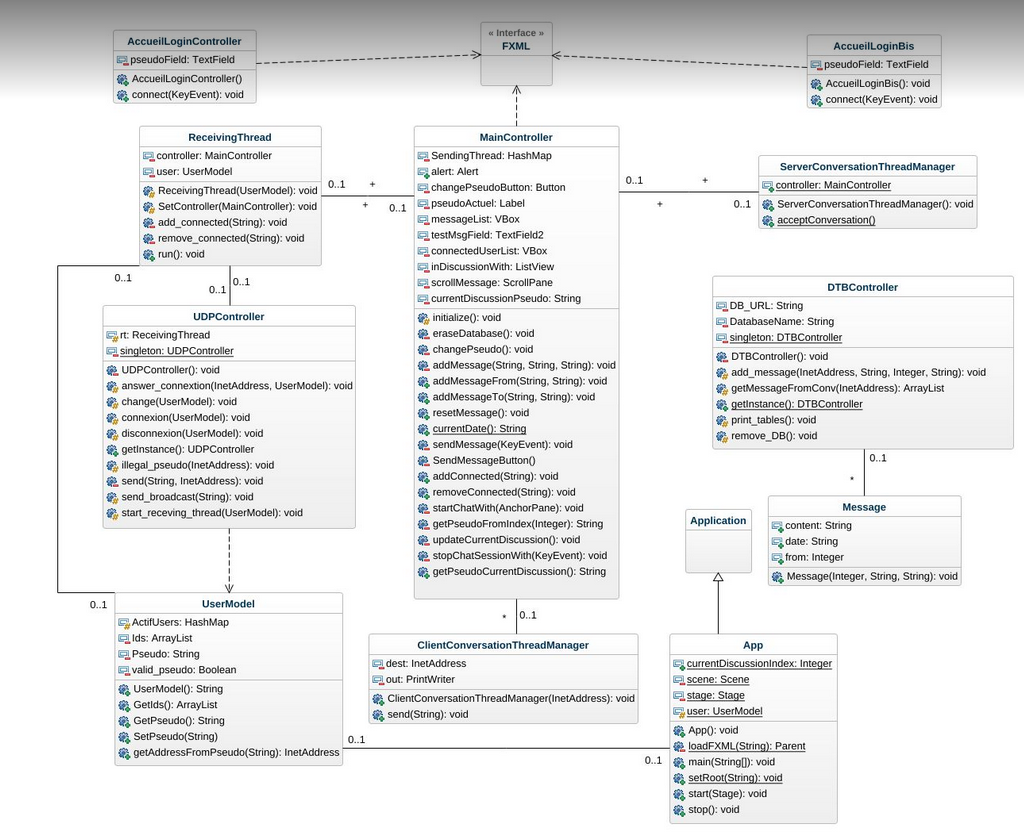 AccueilLoginController
pseudoField: TextField
AccueilLoginController()
connect(KeyEvent): void
« Interface »
FXML
AccueilLoginBis
pseudoField: TextField
AccueilLoginBis(): void
connect(KeyEvent): void
ReceivingThread
controller: MainController
user: UserModel
ReceivingThread(UserModel): void
SetController(MainController): void
add_connected(String): void
remove_connected(String): void
run(): void
0..1
+
+
0..1
MainController
SendingThread: HashMap
alert: Alert
changePseudoButton: Button
pseudoActuel: Label
messageList: VBox
testMsgField: TextField2
connectedUserList: VBox
inDiscussionWith: ListView
scrollMessage: ScrollPane
currentDiscussionPseudo: String
initialize(): void
eraseDatabase(): void
changePseudo(): void
addMessage(String, String, String): void
addMessageFrom(String, String): void
addMessageTo(String, String): void
resetMessage(): void
currentDate(): String
sendMessage(KeyEvent): void
SendMessageButton()
addConnected(String): void
removeConnected(String): void
startChatWith(AnchorPane): void
getPseudoFromIndex(Integer): String
updateCurrentDiscussion(): void
stopChatSessionWith(KeyEvent): void
getPseudoCurrentDiscussion(): String
0..1
+
+
0..1
ServerConversationThreadManager
controller: MainController
ServerConversationThreadManager(): void
acceptConversation()
0..1
0..1
0..1
UDPController
rt: ReceivingThread
singleton: UDPController
UDPController(): void
answer_connextion(InetAddress, UserModel): void
change(UserModel): void
connexion(UserModel): void
disconnexion(UserModel): void
getInstance(): UDPController
illegal_pseudo(InetAddress): void
send(String, InetAddress): void
send_broadcast(String): void
start_receving_thread(UserModel): void
DTBController
DB_URL: String
DatabaseName: String
singleton: DTBController
DTBController(): void
add_message(InetAddress, String, Integer, String): void
getMessageFromConv(InetAddress): ArrayList
getInstance(): DTBController
print_tables(): void
remove_DB(): void
0..1
*
Message
content: String
date: String
from: Integer
Message(Integer, String, String): void
Application
0..1
UserModel
ActifUsers: HashMap
Ids: ArrayList
Pseudo: String
valid_pseudo: Boolean
UserModel(): String
GetIds(): ArrayList
GetPseudo(): String
SetPseudo(String)
getAddressFromPseudo(String): InetAddress
*
0..1
ClientConversationThreadManager
dest: InetAddress
out: PrintWriter
ClientConversationThreadManager(InetAddress): void
send(String): void
App
currentDiscussionIndex: Integer
scene: Scene
stage: Stage
user: UserModel
App(): void
loadFXML(String): Parent
main(String[]): void
setRoot(String): void
start(Stage): void
stop(): void
0..1
0..1